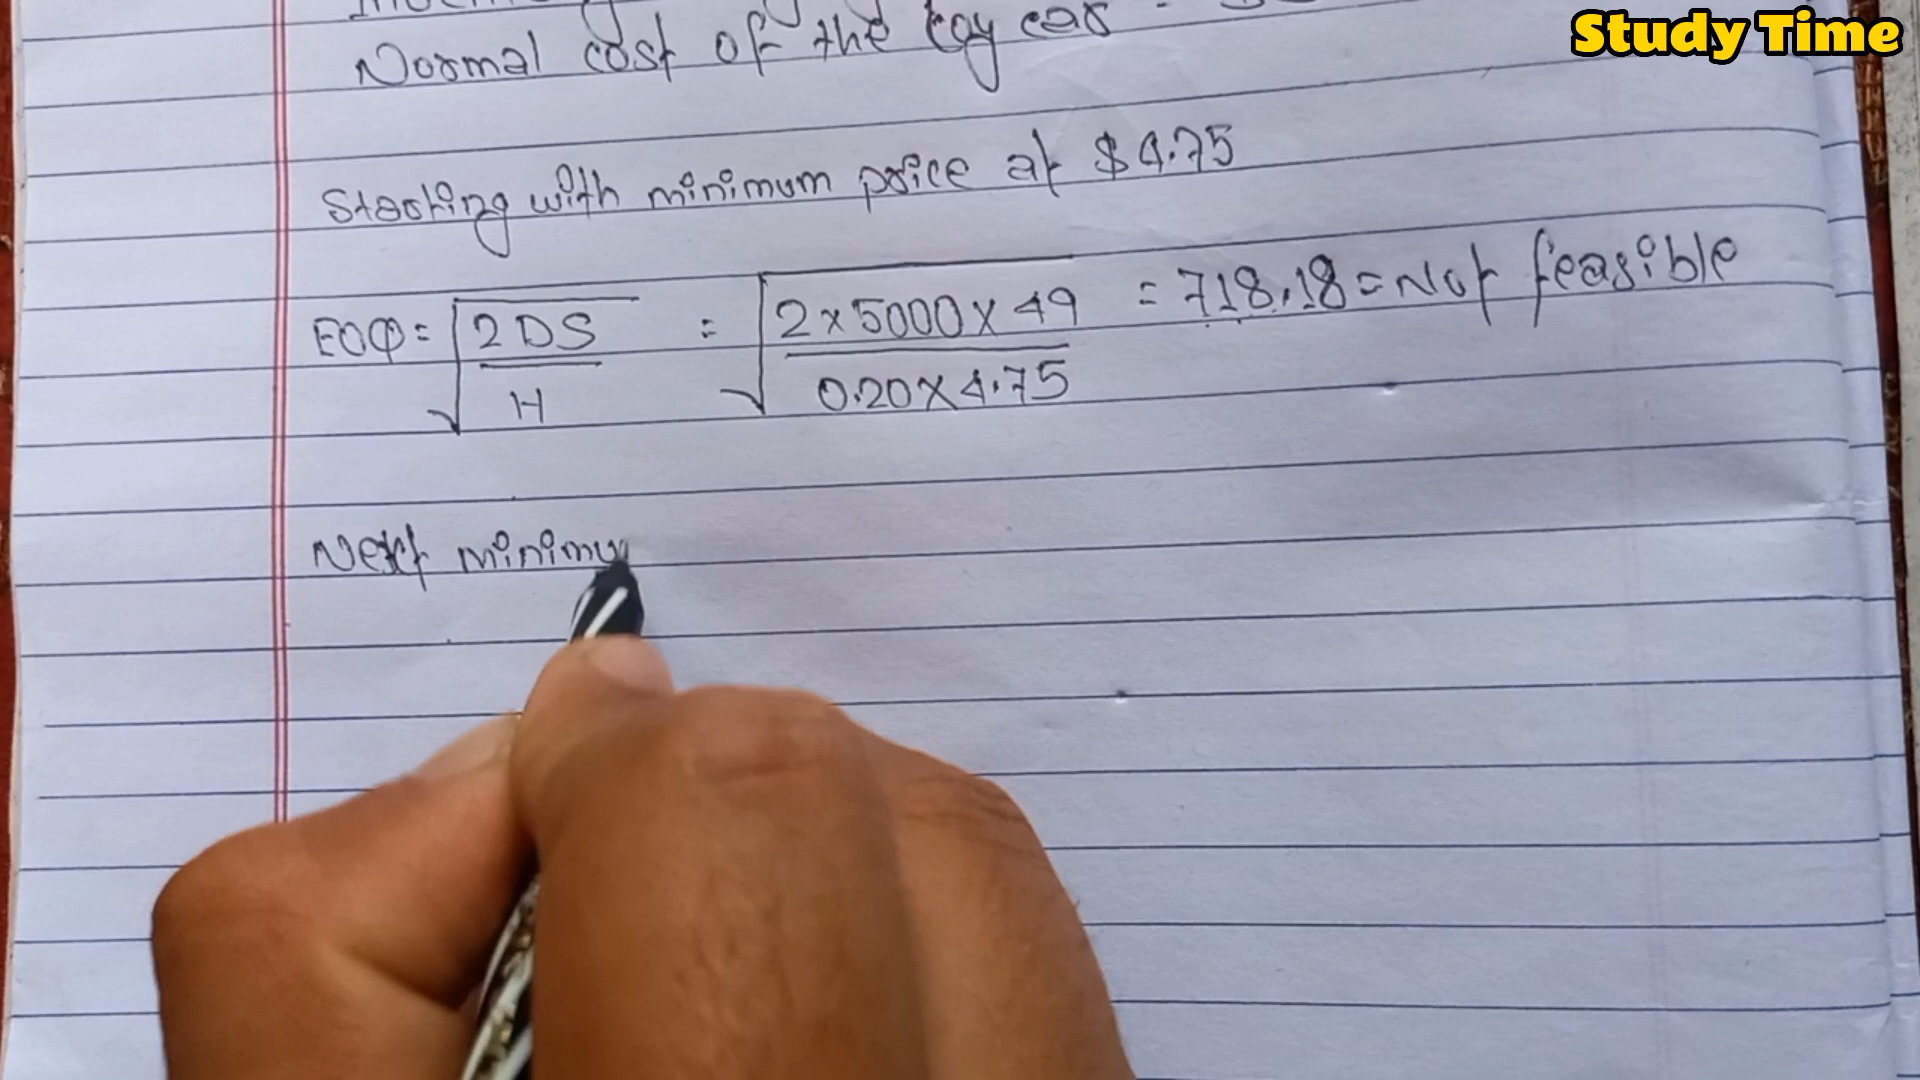 Study Time
Normal cost of the toy car
Starting with minimum price at $4.75
EOQ = √ 2DS / H = √ 2 x 5000 x 49 / 0.20 x 4.75 = 718.18 = Not feasible
Next minimu